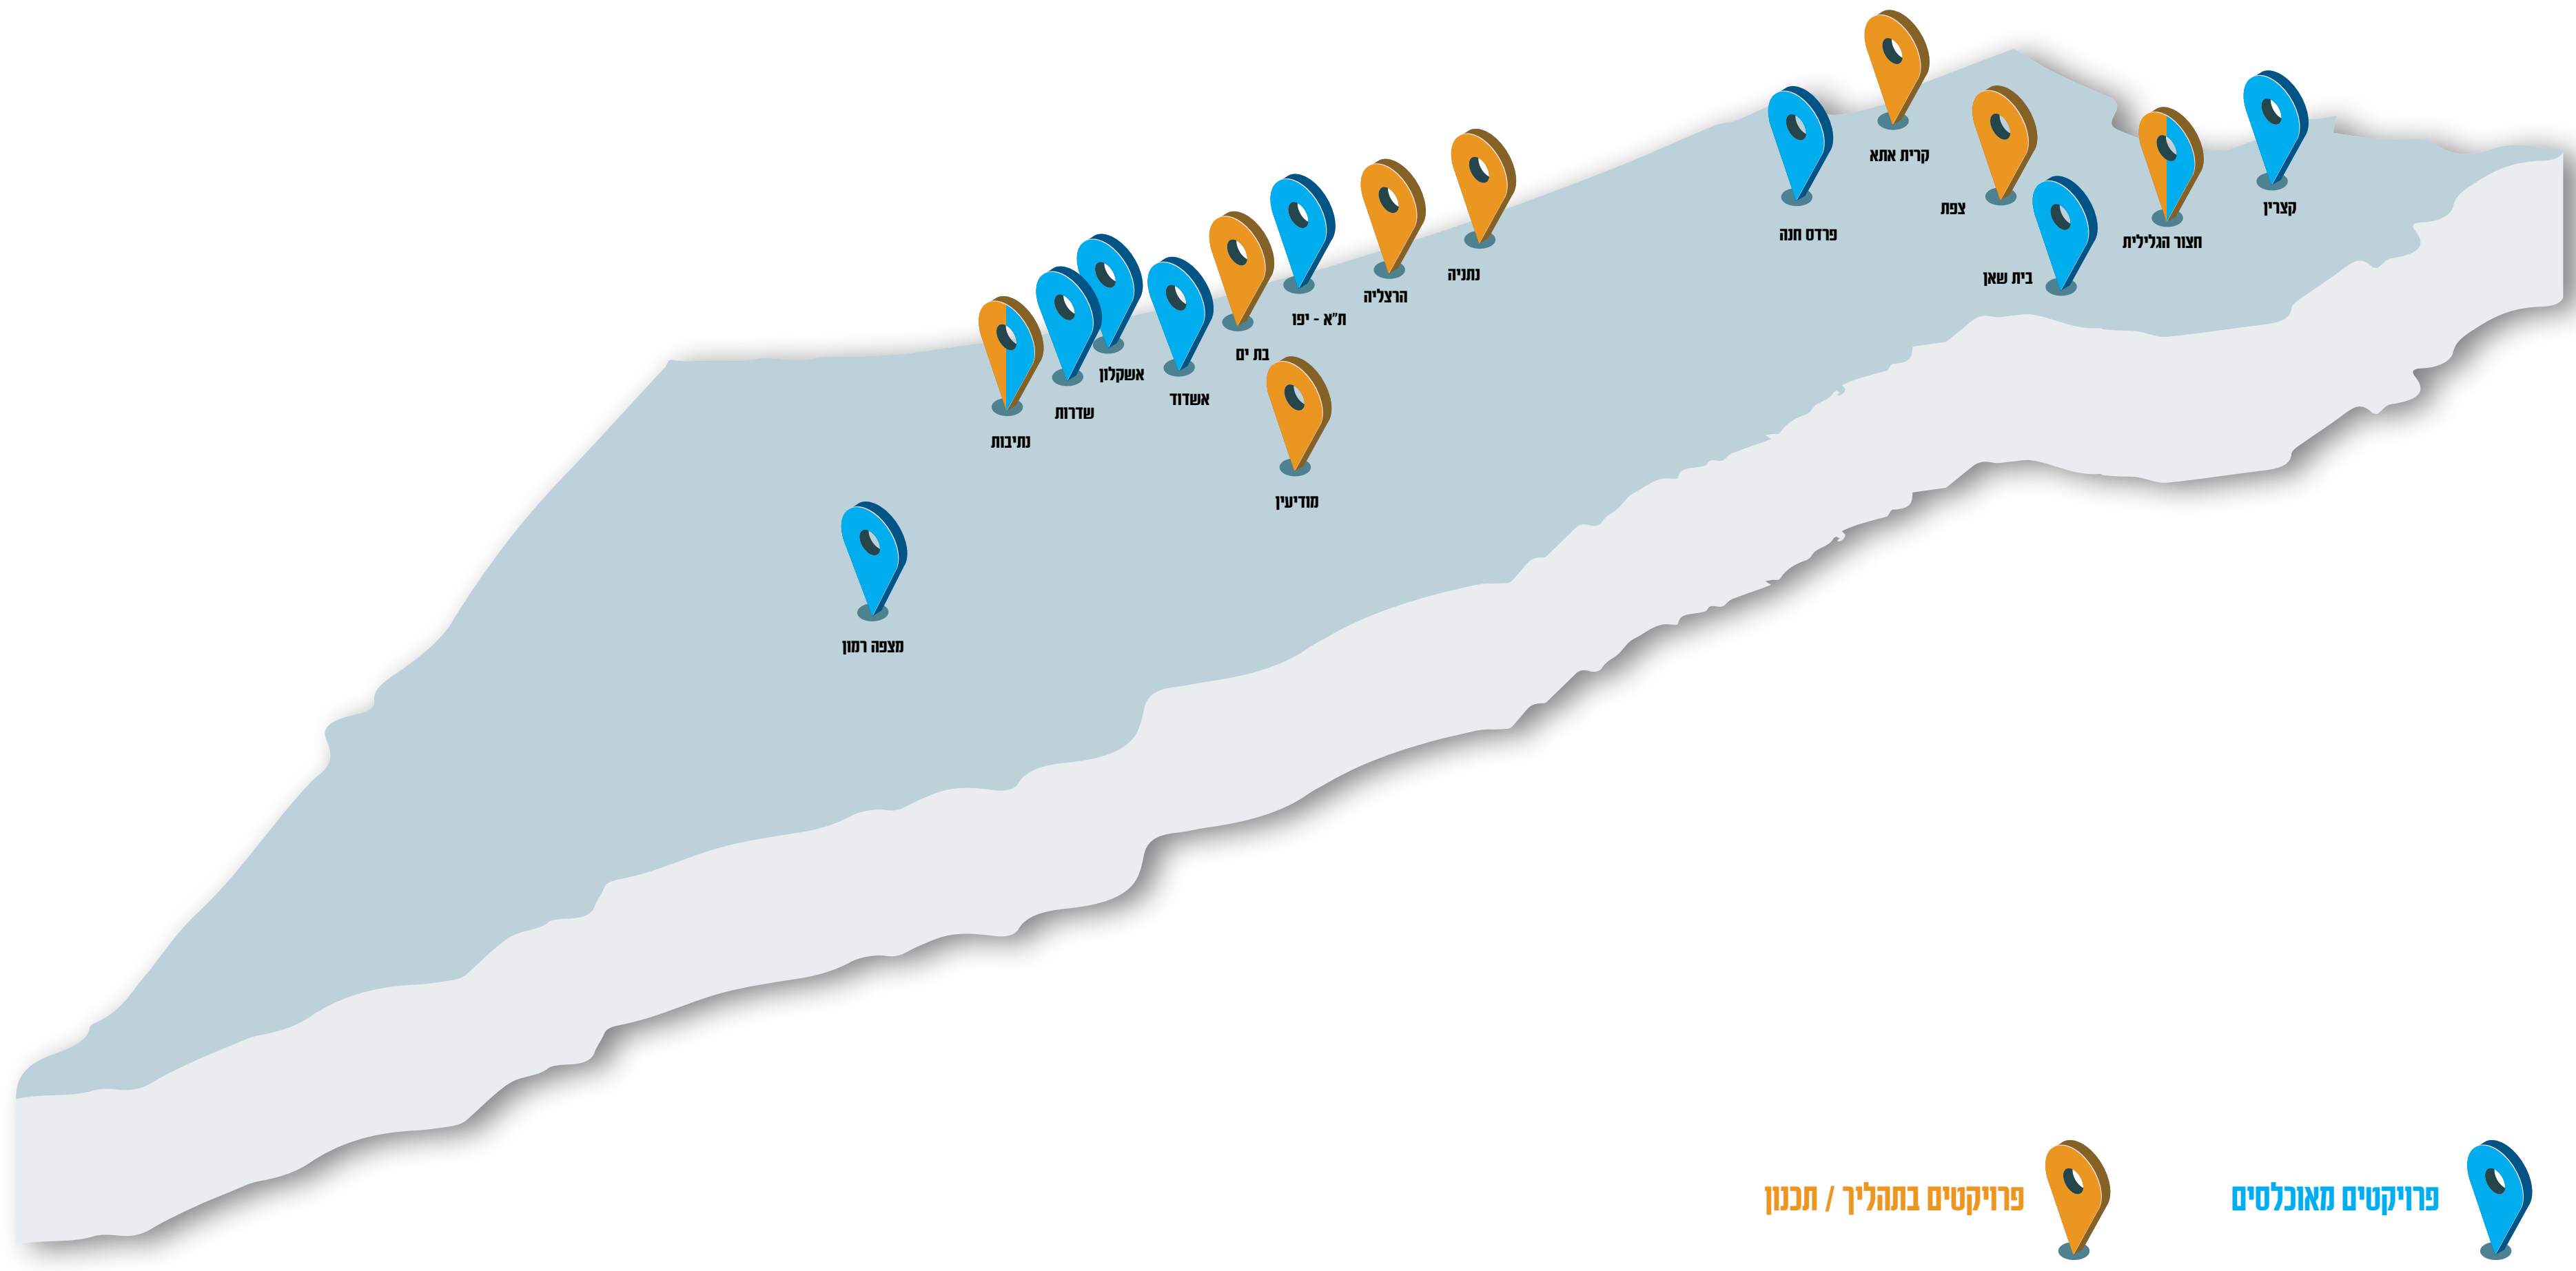 קרית אתא
קצרין
צפת
פרדס חנה
חצור הגלילית
בית שאן
נתניה
הרצליה
ת"א - יפו
בת ים
אשקלון
אשדוד
שדרות
נתיבות
מודיעין
מצפה רמון
פרויקטים מאוכלסים
פרויקטים בתהליך / תכנון